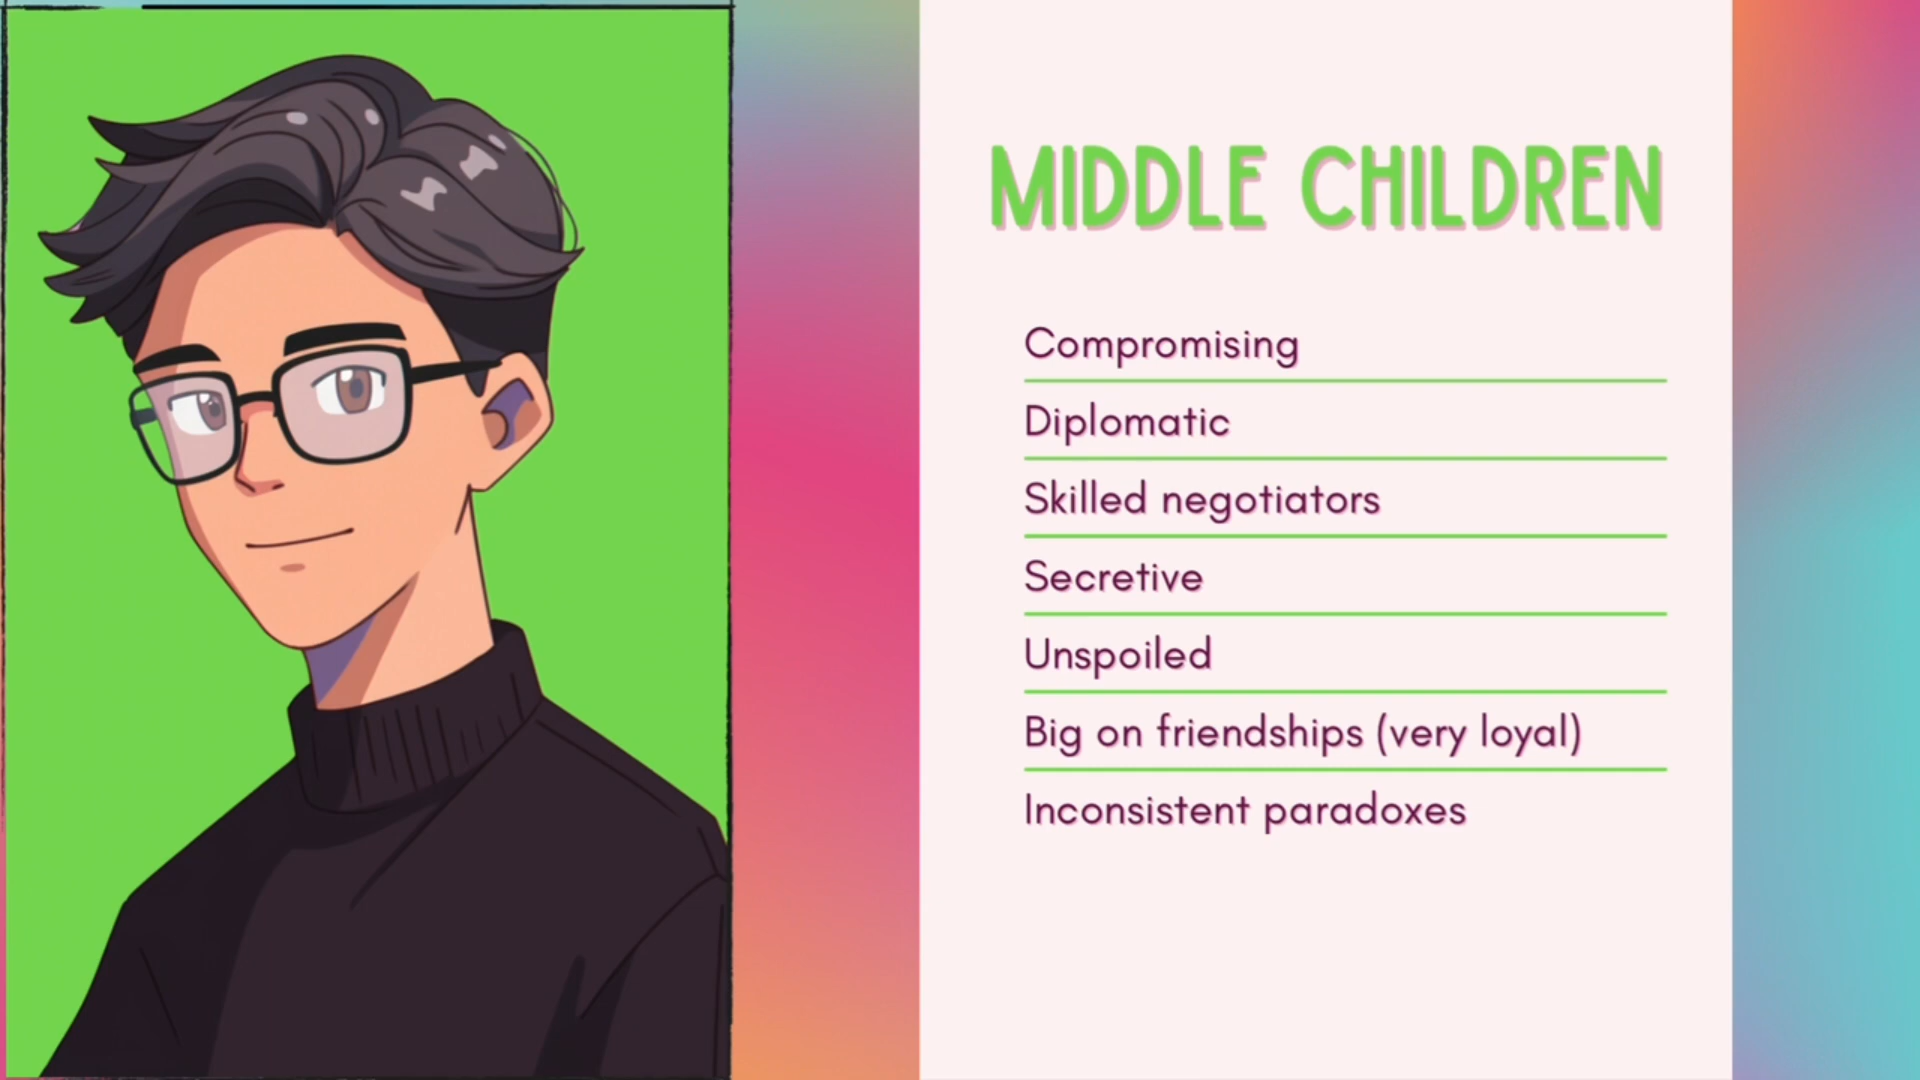 MIDDLE CHILDREN
Compromising
Diplomatic
Skilled negotiators
Secretive
Unspoiled
Big on friendships (very loyal)
Inconsistent paradoxes